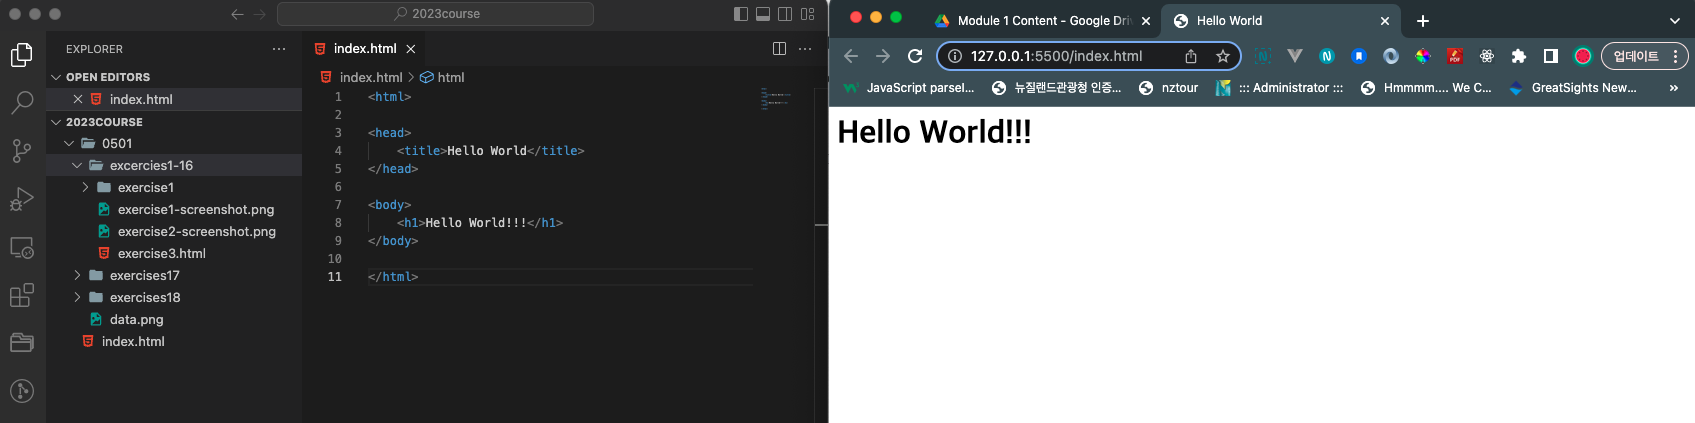 2023course
EXPLORER
OPEN EDITORS
index.html
2023COURSE
0501
excercies1-16
exercise1
exercise1-screenshot.png
exercise2-screenshot.png
exercise3.html
exercises17
exercises18
data.png
index.html
index.html
index.html > html
1 <html>
2
3 <head>
4 <title>Hello World</title>
5 </head>
6
7 <body>
8 <h1>Hello World!!!</h1>
9 </body>
10
11 </html>
Module 1 Content - Google Driv
Hello World
127.0.0.1:5500/index.html
PDF
업데이트
JavaScript parsel...
뉴질랜드관광청 인증...
nztour
::: Administrator :::
Hmmmm.... We C...
GreatSights New...
»
Hello World!!!